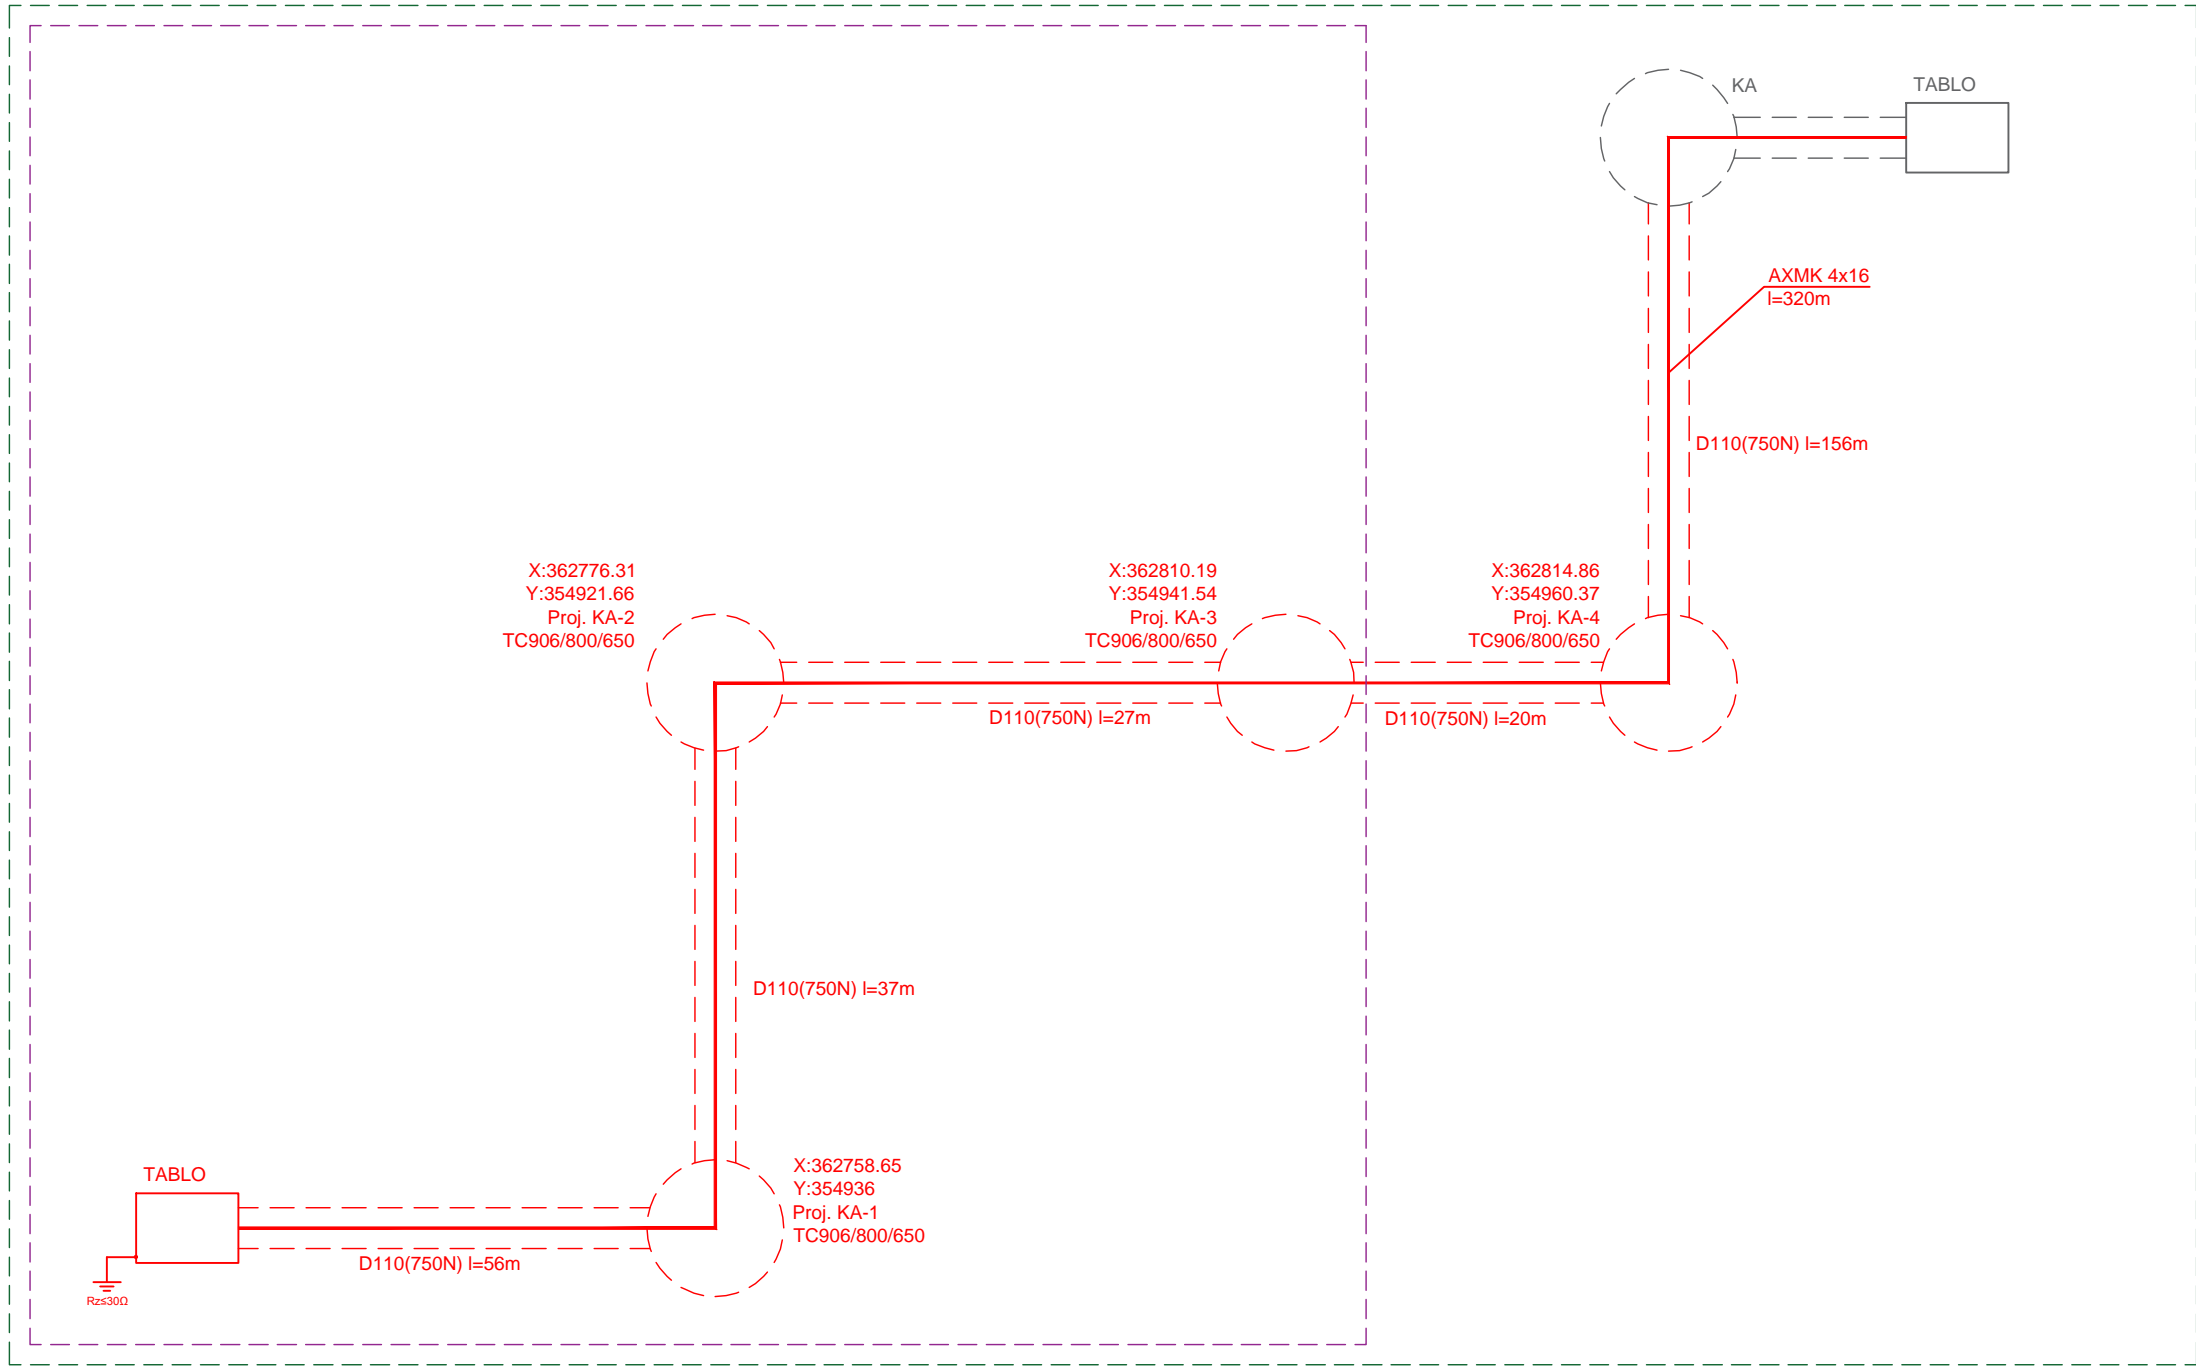 KA
TABLO
AXMK 4x16
l=320m
D110(750N) l=156m
X:362776.31
Y:354921.66
Proj. KA-2
TC906/800/650
X:362810.19
Y:354941.54
Proj. KA-3
TC906/800/650
X:362814.86
Y:354960.37
Proj. KA-4
TC906/800/650
D110(750N) l=27m
D110(750N) l=20m
D110(750N) l=37m
TABLO
X:362758.65
Y:354936
Proj. KA-1
TC906/800/650
D110(750N) l=56m
Rz≤30Ω